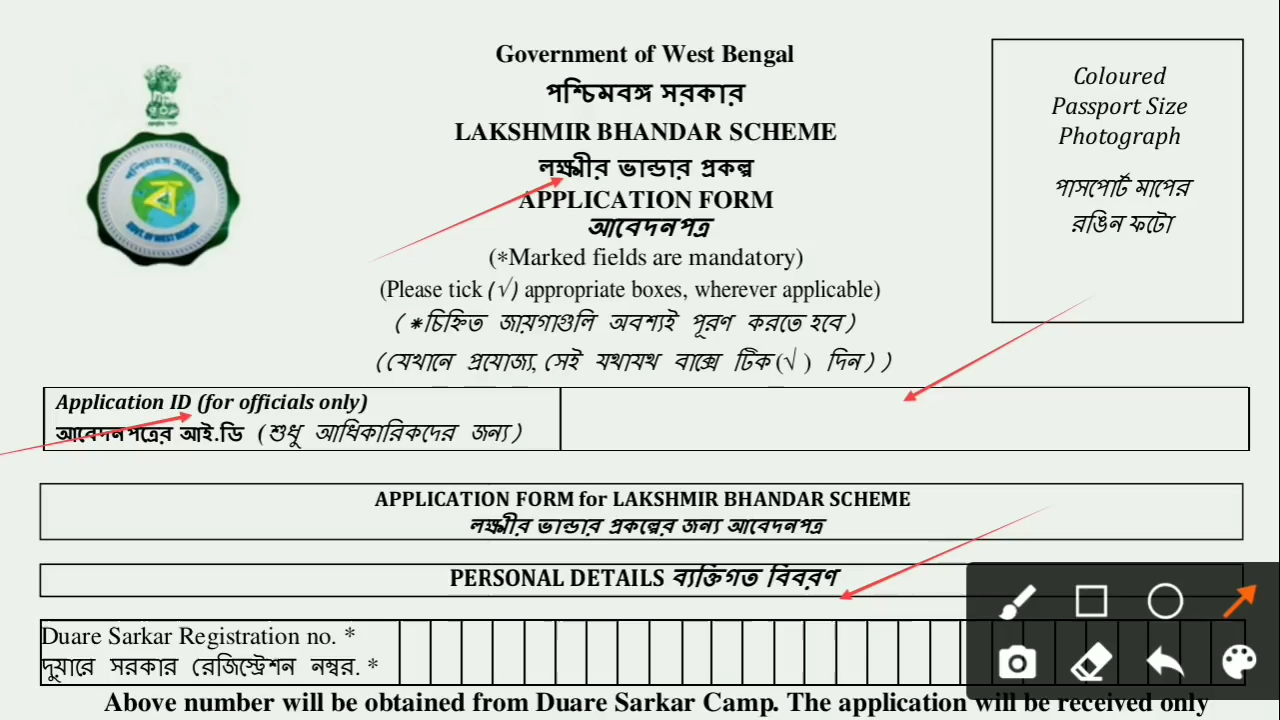 Government of West Bengal
পশ্চিমবঙ্গ সরকার
LAKSHMIR BHANDAR SCHEME
লক্ষ্মীর ভান্ডার প্রকল্প
APPLICATION FORM
আবেদনপত্র
(*Marked fields are mandatory)
(Please tick (√) appropriate boxes, wherever applicable)
(*চিহ্নিত জায়গাগুলি অবশ্যই পূরণ করতে হবে)
((যেখানে প্রযোজ্য, সেই যথাযথ বাক্সে টিক (√ ) দিন))
Coloured
Passport Size
Photograph
পাসপোর্ট মাপের
রঙিন ফটো
Application ID (for officials only)
আবেদনপত্রের আই.ডি (শুধু আধিকারিকদের জন্য)
APPLICATION FORM for LAKSHMIR BHANDAR SCHEME
লক্ষ্মীর ভান্ডার প্রকল্পের জন্য আবেদনপত্র
PERSONAL DETAILS ব্যক্তিগত বিবরণ
Duare Sarkar Registration no. *
দুয়ারে সরকার রেজিস্ট্রেশন নম্বর. *
Above number will be obtained from Duare Sarkar Camp. The application will be received only